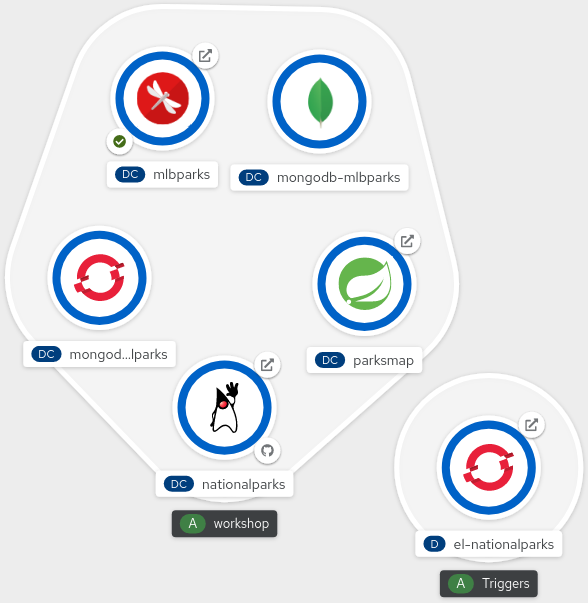 DC mlbparks
DC mongodb-mlbparks
DC mongod...lparks
DC parksmap
DC nationalparks
A workshop
D el-nationalparks
A Triggers